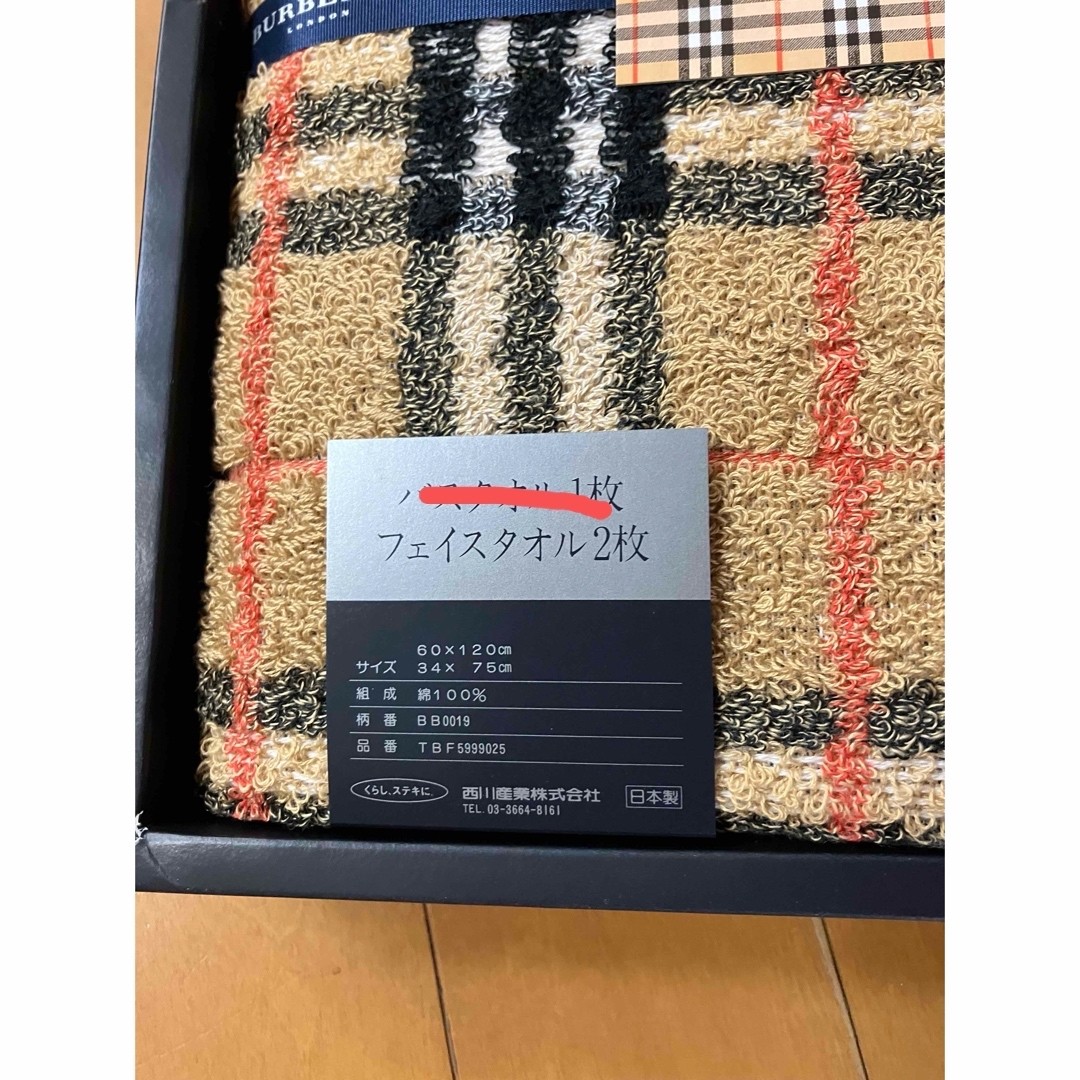 BURBE
LONDON
バスタオル 1枚
フェイスタオル 2枚
60×120㎝
サイズ 34× 75㎝
組 成 綿100%
柄 番 BB0019
品 番 TBF5999025
くらし、ステキに。 西川産業株式会社 日本製
TEL. 03-3664-8161